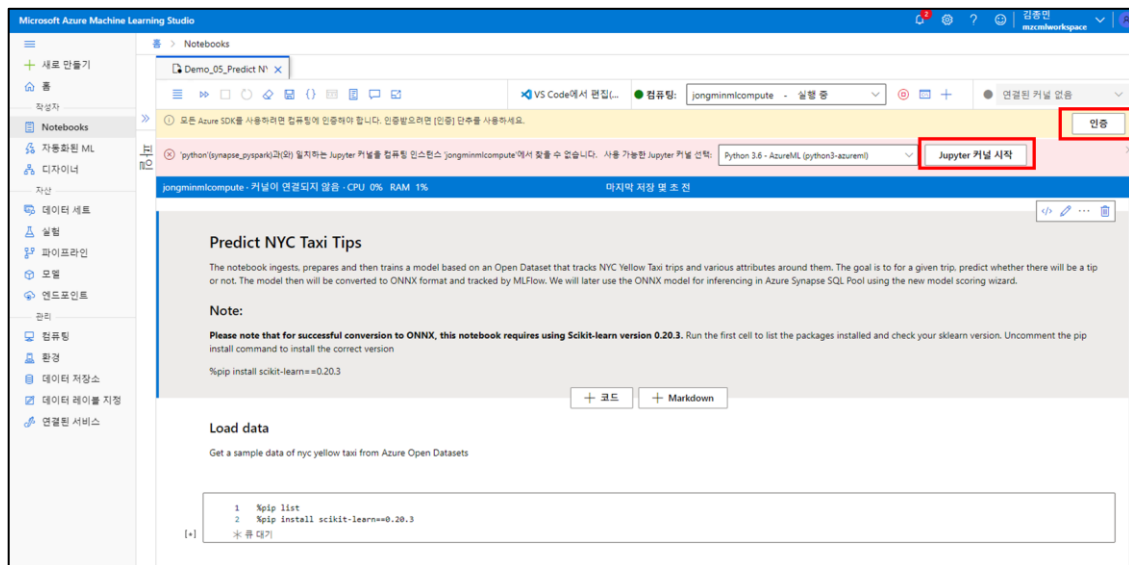 Microsoft Azure Machine Learning Studio
2
김종민
mzcmlworkspace
홈 > Notebooks
새로 만들기
홈
작성자
Notebooks
자동화된 ML
디자이너
자산
데이터 세트
실험
파이프라인
모델
엔드포인트
관리
컴퓨팅
환경
데이터 저장소
데이터 레이블 지정
연결된 서비스
파일
Demo_05_Predict NY
VS Code에서 편집(...
컴퓨팅:
jongminmlcompute - 실행 중
연결된 커널 없음
모든 Azure SDK를 사용하려면 컴퓨팅에 인증해야 합니다. 인증받으려면 [인증] 단추를 사용하세요.
인증
'python'(synapse_pyspark)과(와) 일치하는 Jupyter 커널을 컴퓨팅 인스턴스 'jongminmlcompute'에서 찾을 수 없습니다. 사용 가능한 Jupyter 커널 선택:
Python 3.6 - AzureML (python3-azureml)
Jupyter 커널 시작
jongminmlcompute · 커널이 연결되지 않음 · CPU 0% RAM 1%
마지막 저장 몇 초 전
Predict NYC Taxi Tips
The notebook ingests, prepares and then trains a model based on an Open Dataset that tracks NYC Yellow Taxi trips and various attributes around them. The goal is to for a given trip, predict whether there will be a tip
or not. The model then will be converted to ONNX format and tracked by MLFlow. We will later use the ONNX model for inferencing in Azure Synapse SQL Pool using the new model scoring wizard.
Note:
Please note that for successful conversion to ONNX, this notebook requires using Scikit-learn version 0.20.3. Run the first cell to list the packages installed and check your sklearn version. Uncomment the pip
install command to install the correct version
%pip install scikit-learn==0.20.3
+ 코드
+ Markdown
Load data
Get a sample data of nyc yellow taxi from Azure Open Datasets
1 %pip list
2 %pip install scikit-learn==0.20.3
[*]
큐 대기